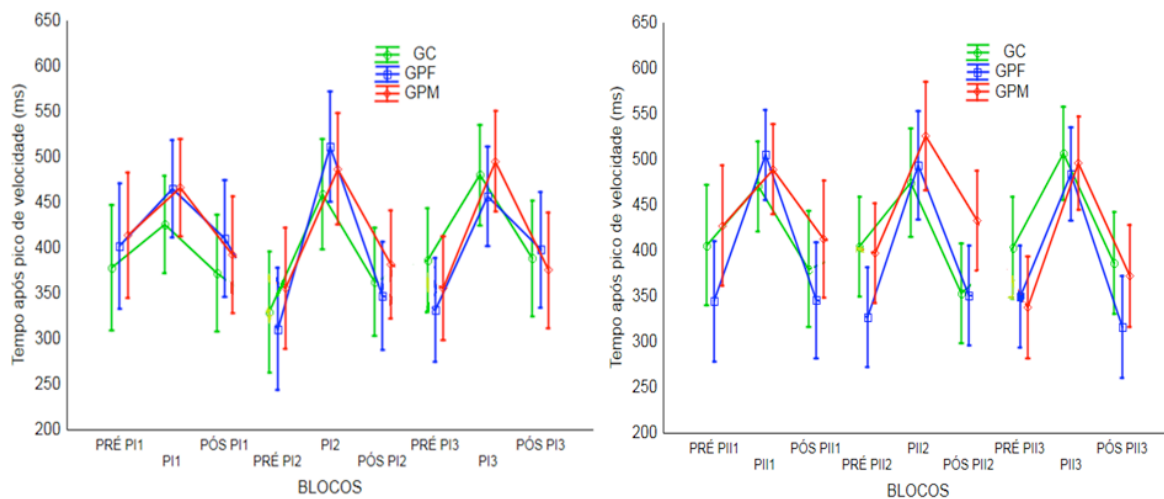 650
600
550
500
450
400
350
300
250
200
Tempo após pico de velocidade (ms)
GC
GPF
GPM
PRÉ PI1 PÓS PI1 PI2 PRÉ PI3 PÓS PI3
PI1 PRÉ PI2 PÓS PI2 PI3
BLOCOS
650
600
550
500
450
400
350
300
250
200
Tempo após pico de velocidade (ms)
GC
GPF
GPM
PRÉ PII1 PÓS PII1 PII2 PRÉ PII3 PÓS PII3
PII1 PRÉ PII2 PÓS PII2 PII3
BLOCOS